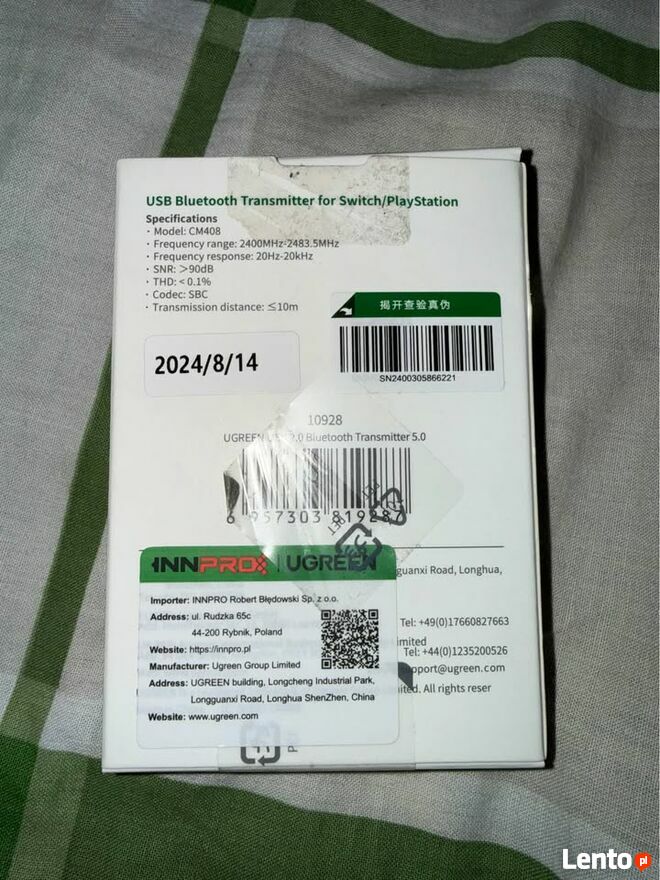 USB Bluetooth Transmitter for Switch/PlayStation
Specifications
· Model: CM408
· Frequency range: 2400MHz-2483.5MHz
· Frequency response: 20Hz-20kHz
· SNR: >90dB
· THD: <0.1%
· Codec: SBC
· Transmission distance: ≤10m
揭开查验真伪
SN2400305866221
2024/8/14
10928
UGREEN 2.0 Bluetooth Transmitter 5.0
6 957303 819287
INNPRO | UGREEN
guanxi Road, Longhua,
Importer: INNPRO Robert Błędowski Sp. z o.o.
Address: ul. Rudzka 65c
44-200 Rybnik, Poland
Website: https://innpro.pl
Manufacturer: Ugreen Group Limited
Address: UGREEN building, Longcheng Industrial Park,
Longguanxi Road, Longhua ShenZhen, China
Website: www.ugreen.com
Tel: +49(0)17660827663
imited
Tel: +44(0)1235200526
pport@ugreen.com
ited. All rights reser
Lento.pl